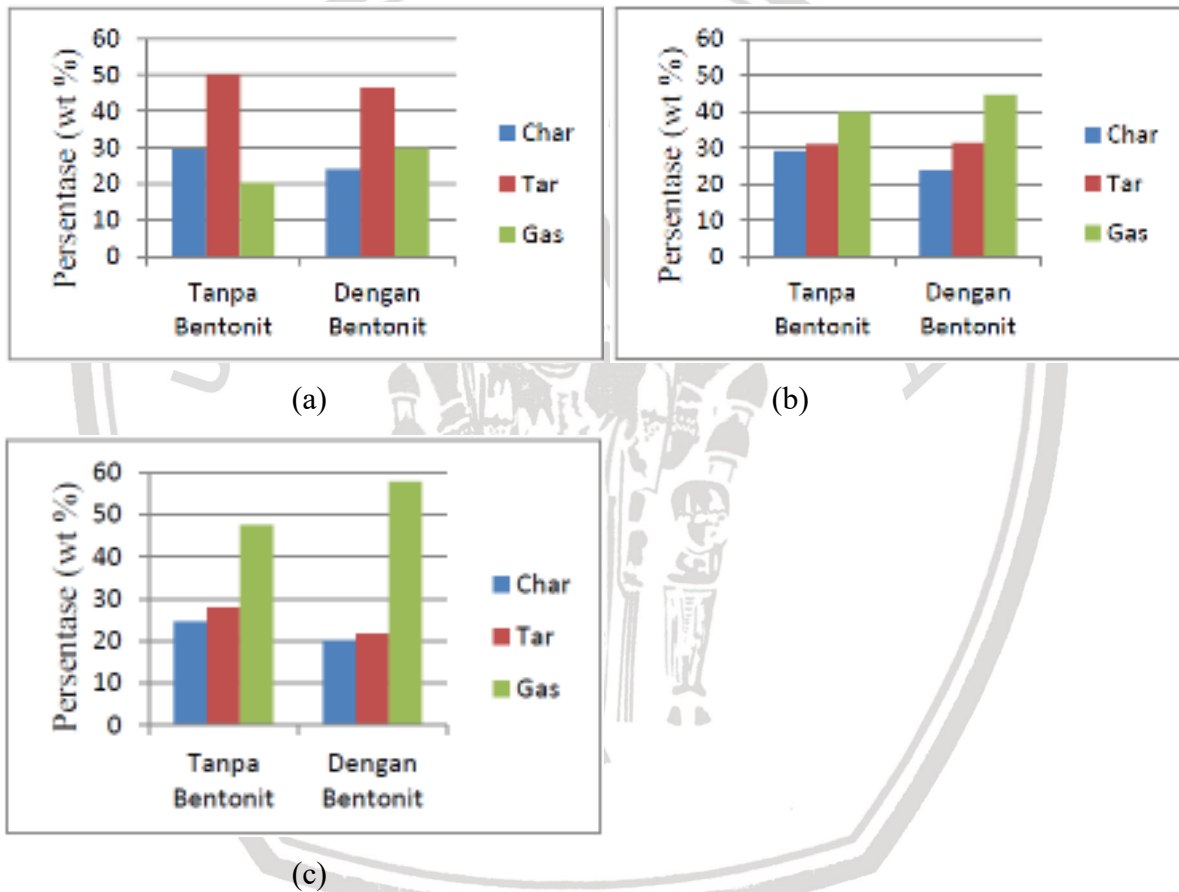 Persentase (wt %)
60
50
40
30
20
10
0
Tanpa Bentonit
Dengan Bentonit
Char
Tar
Gas
(a)
Persentase (wt %)
60
50
40
30
20
10
0
Tanpa Bentonit
Dengan Bentonit
Char
Tar
Gas
(b)
Persentase (wt %)
60
50
40
30
20
10
0
Tanpa Bentonit
Dengan Bentonit
Char
Tar
Gas
(c)